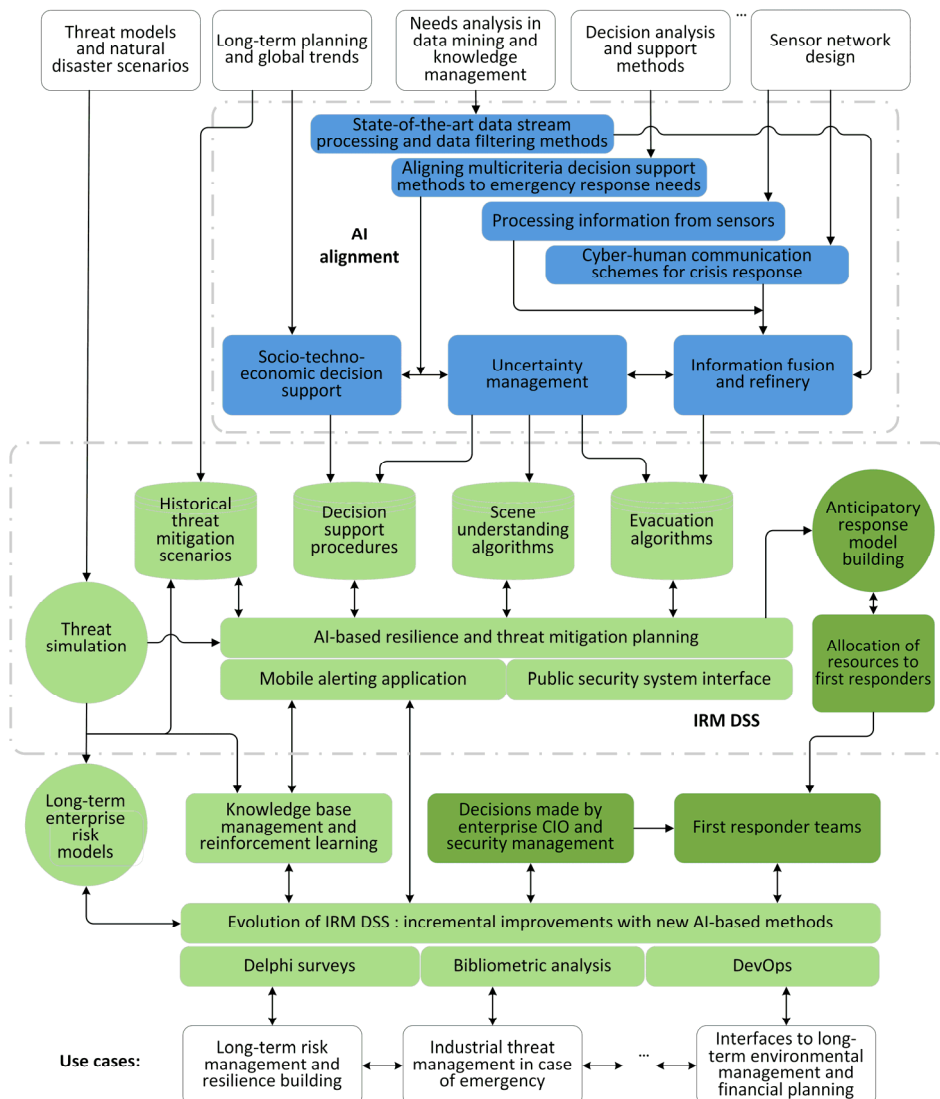 Threat models
and natural
disaster scenarios
Long-term planning
and global trends
Needs analysis in
data mining and
knowledge
management
Decision analysis
and support
methods
...
Sensor network
design
State-of-the-art data stream
processing and data filtering methods
Aligning multicriteria decision support
methods to emergency response needs
Processing information from sensors
Cyber-human communication
schemes for crisis response
AI
alignment
Socio-techno-
economic decision
support
Uncertainty
management
Information fusion
and refinery
Historical
threat
mitigation
scenarios
Decision
support
procedures
Scene
understanding
algorithms
Evacuation
algorithms
Anticipatory
response
model
building
Threat
simulation
AI-based resilience and threat mitigation planning
Allocation of
resources to
first responders
Mobile alerting application
Public security system interface
IRM DSS
Long-term
enterprise
risk
models
Knowledge base
management and
reinforcement learning
Decisions made by
enterprise CIO and
security management
First responder teams
Evolution of IRM DSS : incremental improvements with new AI-based methods
Delphi surveys
Bibliometric analysis
DevOps
Use cases:
Long-term risk
management and
resilience building
Industrial threat
management in case
of emergency
...
Interfaces to long-
term environmental
management and
financial planning